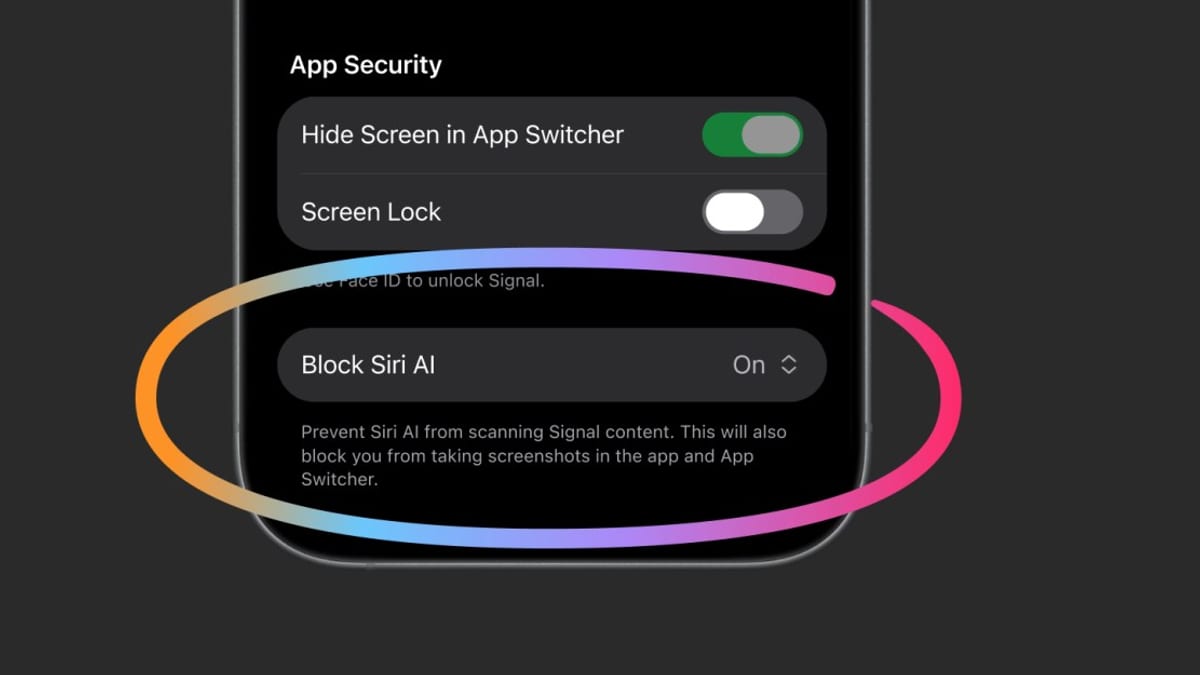 App Security
Hide Screen in App Switcher
Screen Lock
Use Face ID to unlock Signal.
Block Siri AI
On
Prevent Siri AI from scanning Signal content. This will also
block you from taking screenshots in the app and App
Switcher.